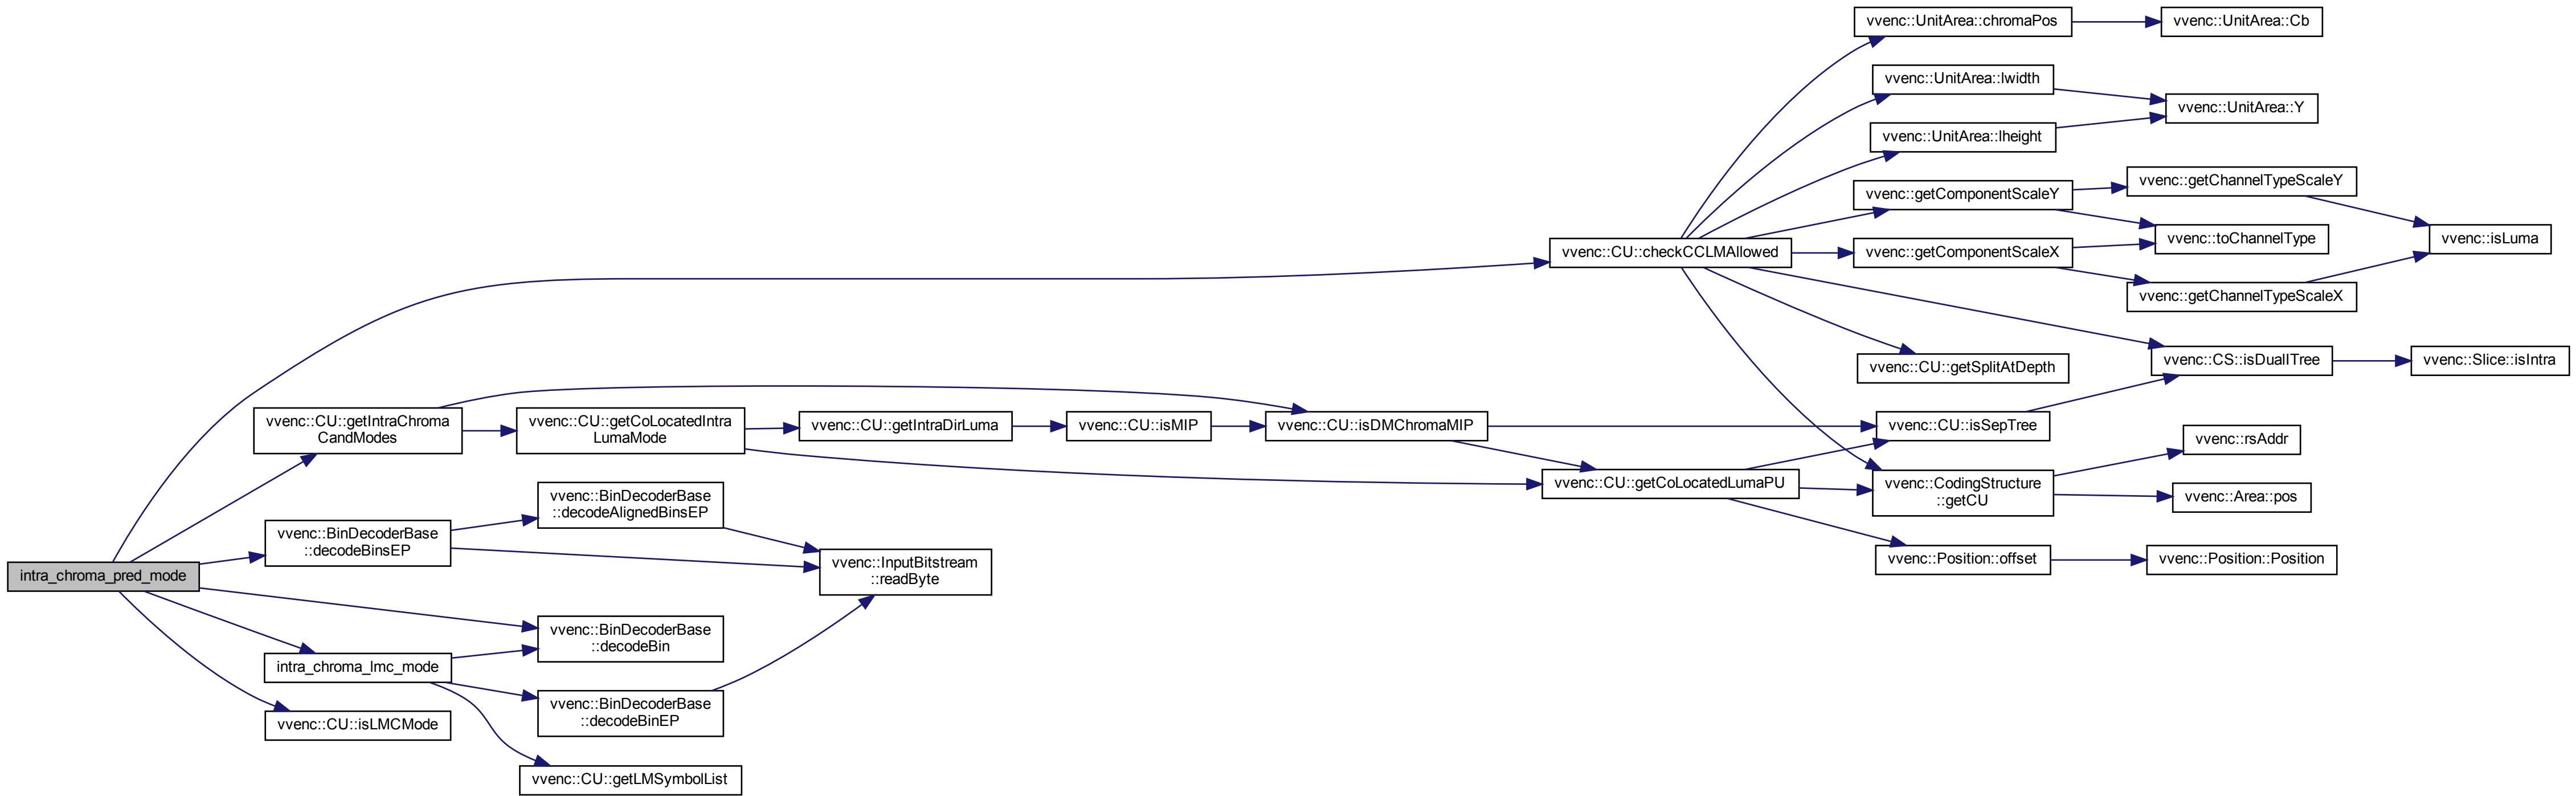 intra_chroma_pred_mode
vvenc::CU::getIntraChroma
CandModes
vvenc::BinDecoderBase
::decodeBinsEP
intra_chroma_lmc_mode
vvenc::CU::isLMCMode
vvenc::CU::getCoLocatedIntra
LumaMode
vvenc::BinDecoderBase
::decodeAlignedBinsEP
vvenc::BinDecoderBase
::decodeBin
vvenc::BinDecoderBase
::decodeBinEP
vvenc::CU::getLMSymbolList
vvenc::CU::getIntraDirLuma
vvenc::InputBitstream
::readByte
vvenc::CU::isMIP
vvenc::CU::isDMChromaMIP
vvenc::CU::checkCCLMAllowed
vvenc::CU::getCoLocatedLumaPU
vvenc::UnitArea::chromaPos
vvenc::UnitArea::lwidth
vvenc::UnitArea::lheight
vvenc::getComponentScaleY
vvenc::getComponentScaleX
vvenc::CU::getSplitAtDepth
vvenc::CU::isSepTree
vvenc::CodingStructure
::getCU
vvenc::Position::offset
vvenc::UnitArea::Cb
vvenc::UnitArea::Y
vvenc::getChannelTypeScaleY
vvenc::toChannelType
vvenc::getChannelTypeScaleX
vvenc::CS::isDualITree
vvenc::rsAddr
vvenc::Area::pos
vvenc::Position::Position
vvenc::isLuma
vvenc::Slice::isIntra